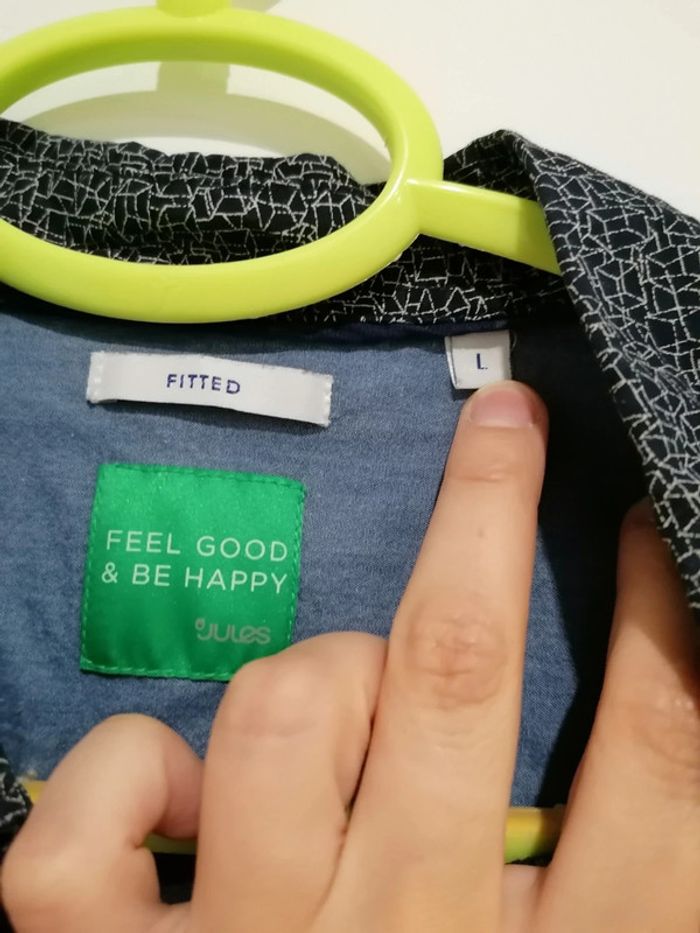 FITTED
L
FEEL GOOD
& BE HAPPY
JULES